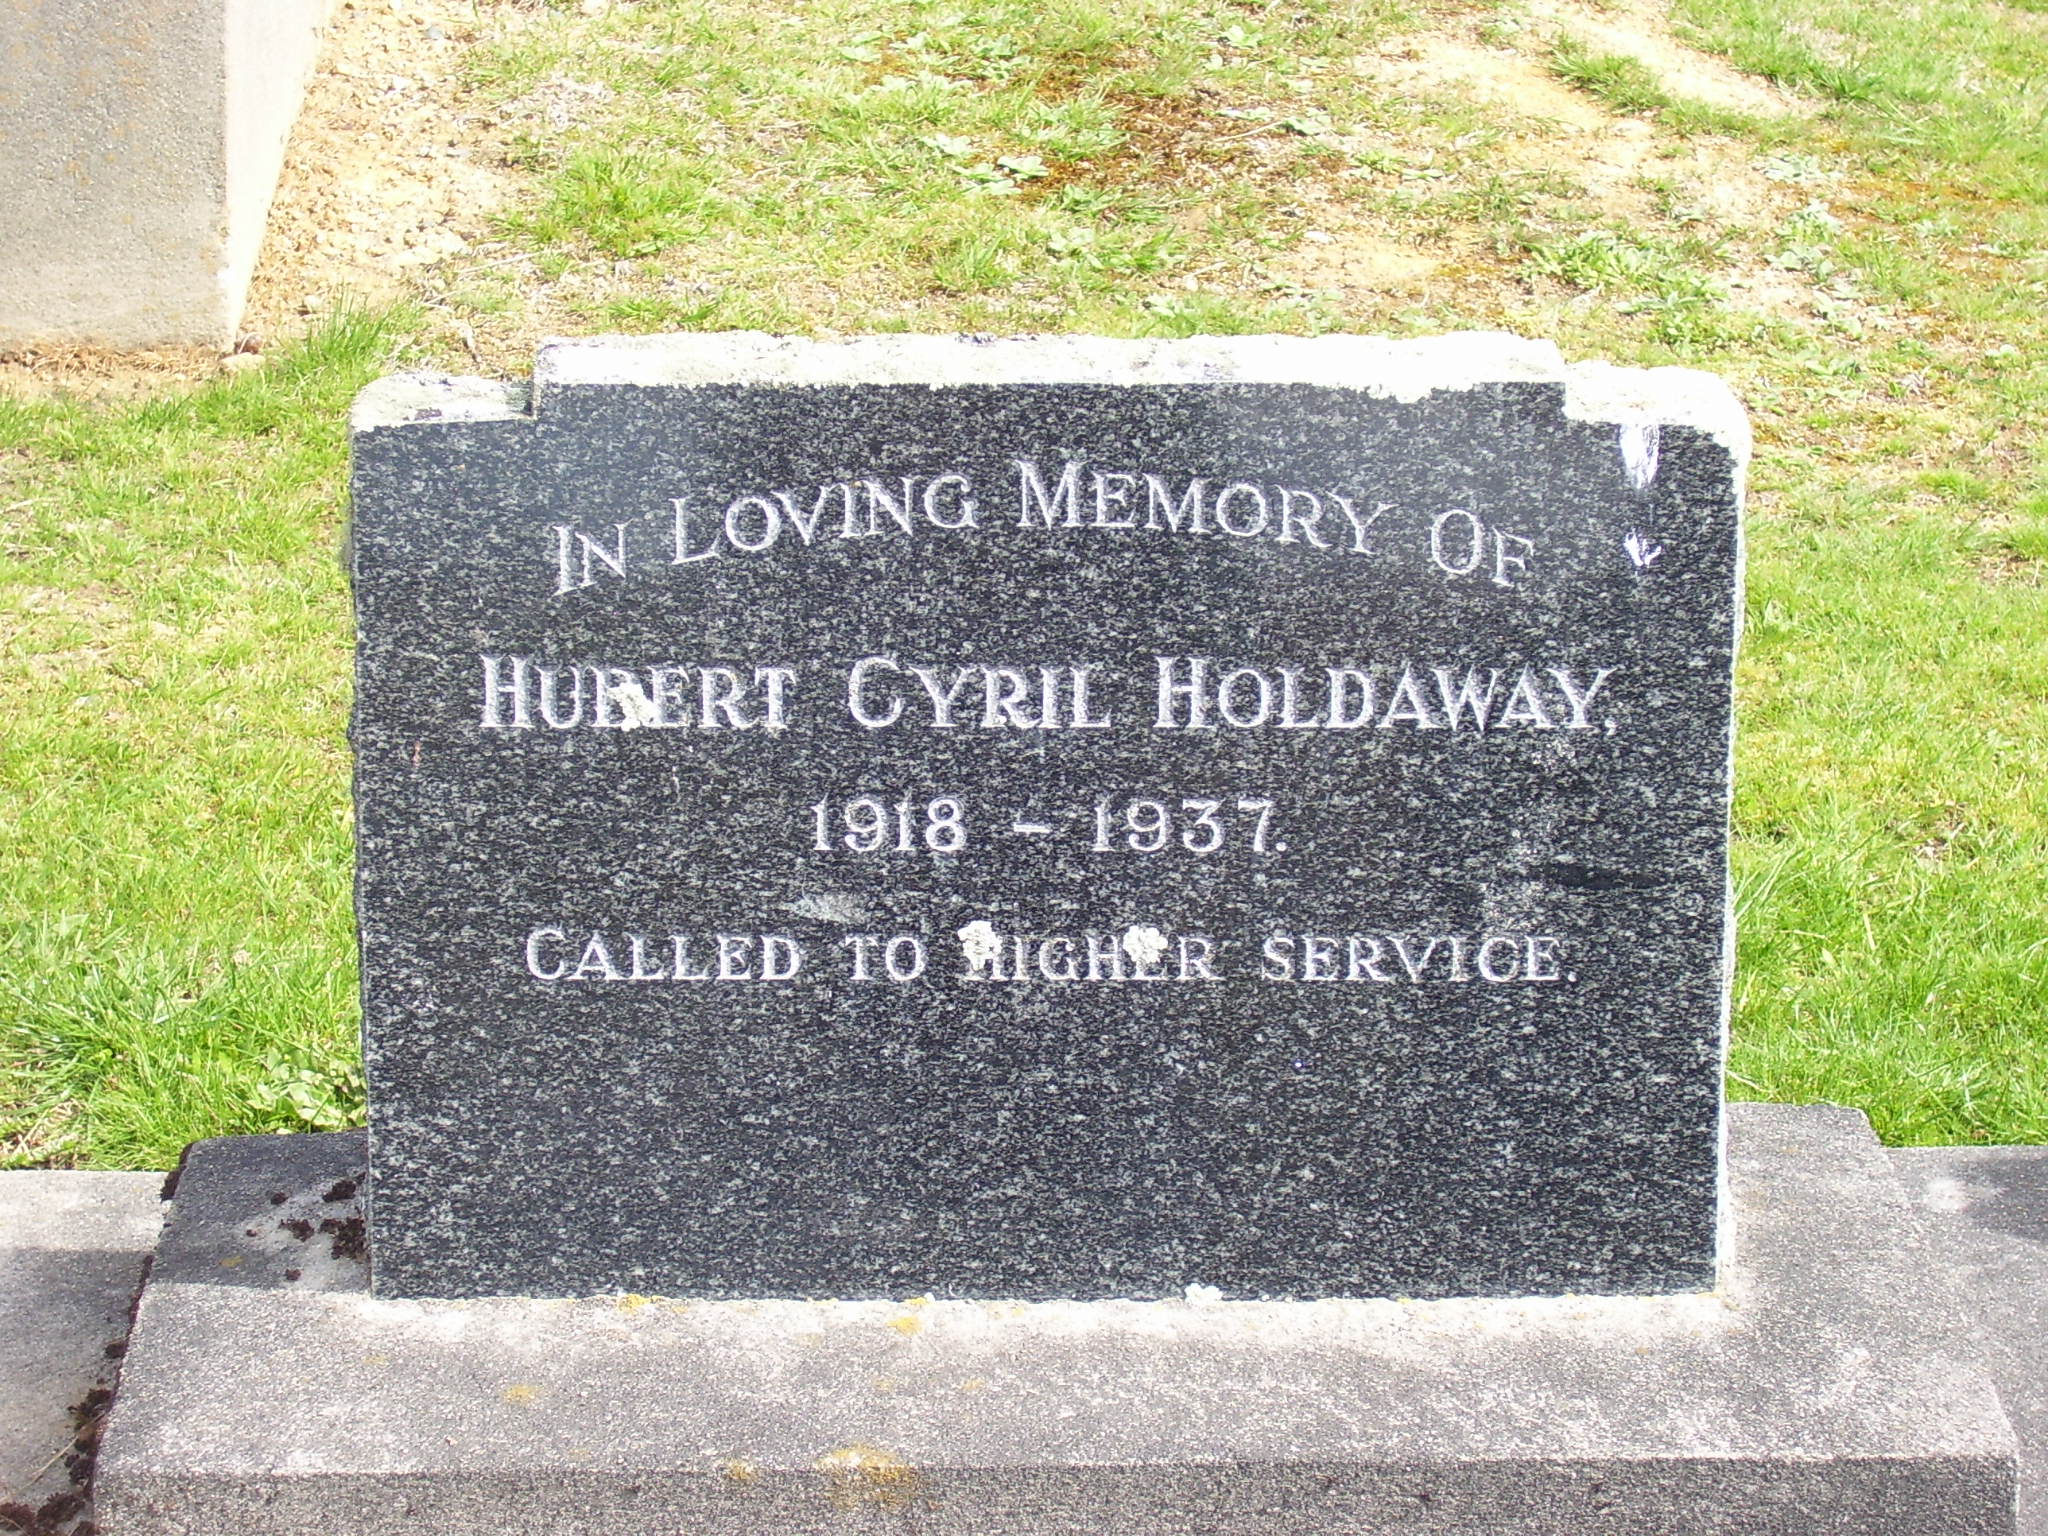 IN LOVING MEMORY OF
HUBERT CYRIL HOLDAWAY,
1918 – 1937.
CALLED TO HIGHER SERVICE.